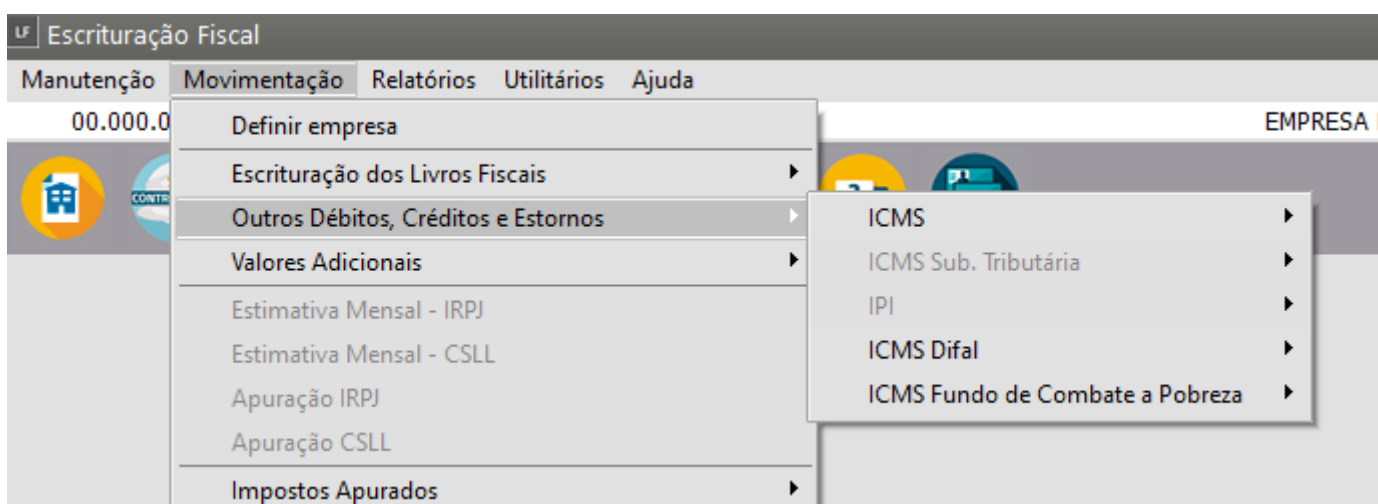 LF Escrituração Fiscal
Manutenção Movimentação Relatórios Utilitários Ajuda
00.000.0 EMPRESA
Definir empresa
Escrituração dos Livros Fiscais
Outros Débitos, Créditos e Estornos
Valores Adicionais
Estimativa Mensal - IRPJ
Estimativa Mensal - CSLL
Apuração IRPJ
Apuração CSLL
Impostos Apurados
ICMS
ICMS Sub. Tributária
IPI
ICMS Difal
ICMS Fundo de Combate a Pobreza